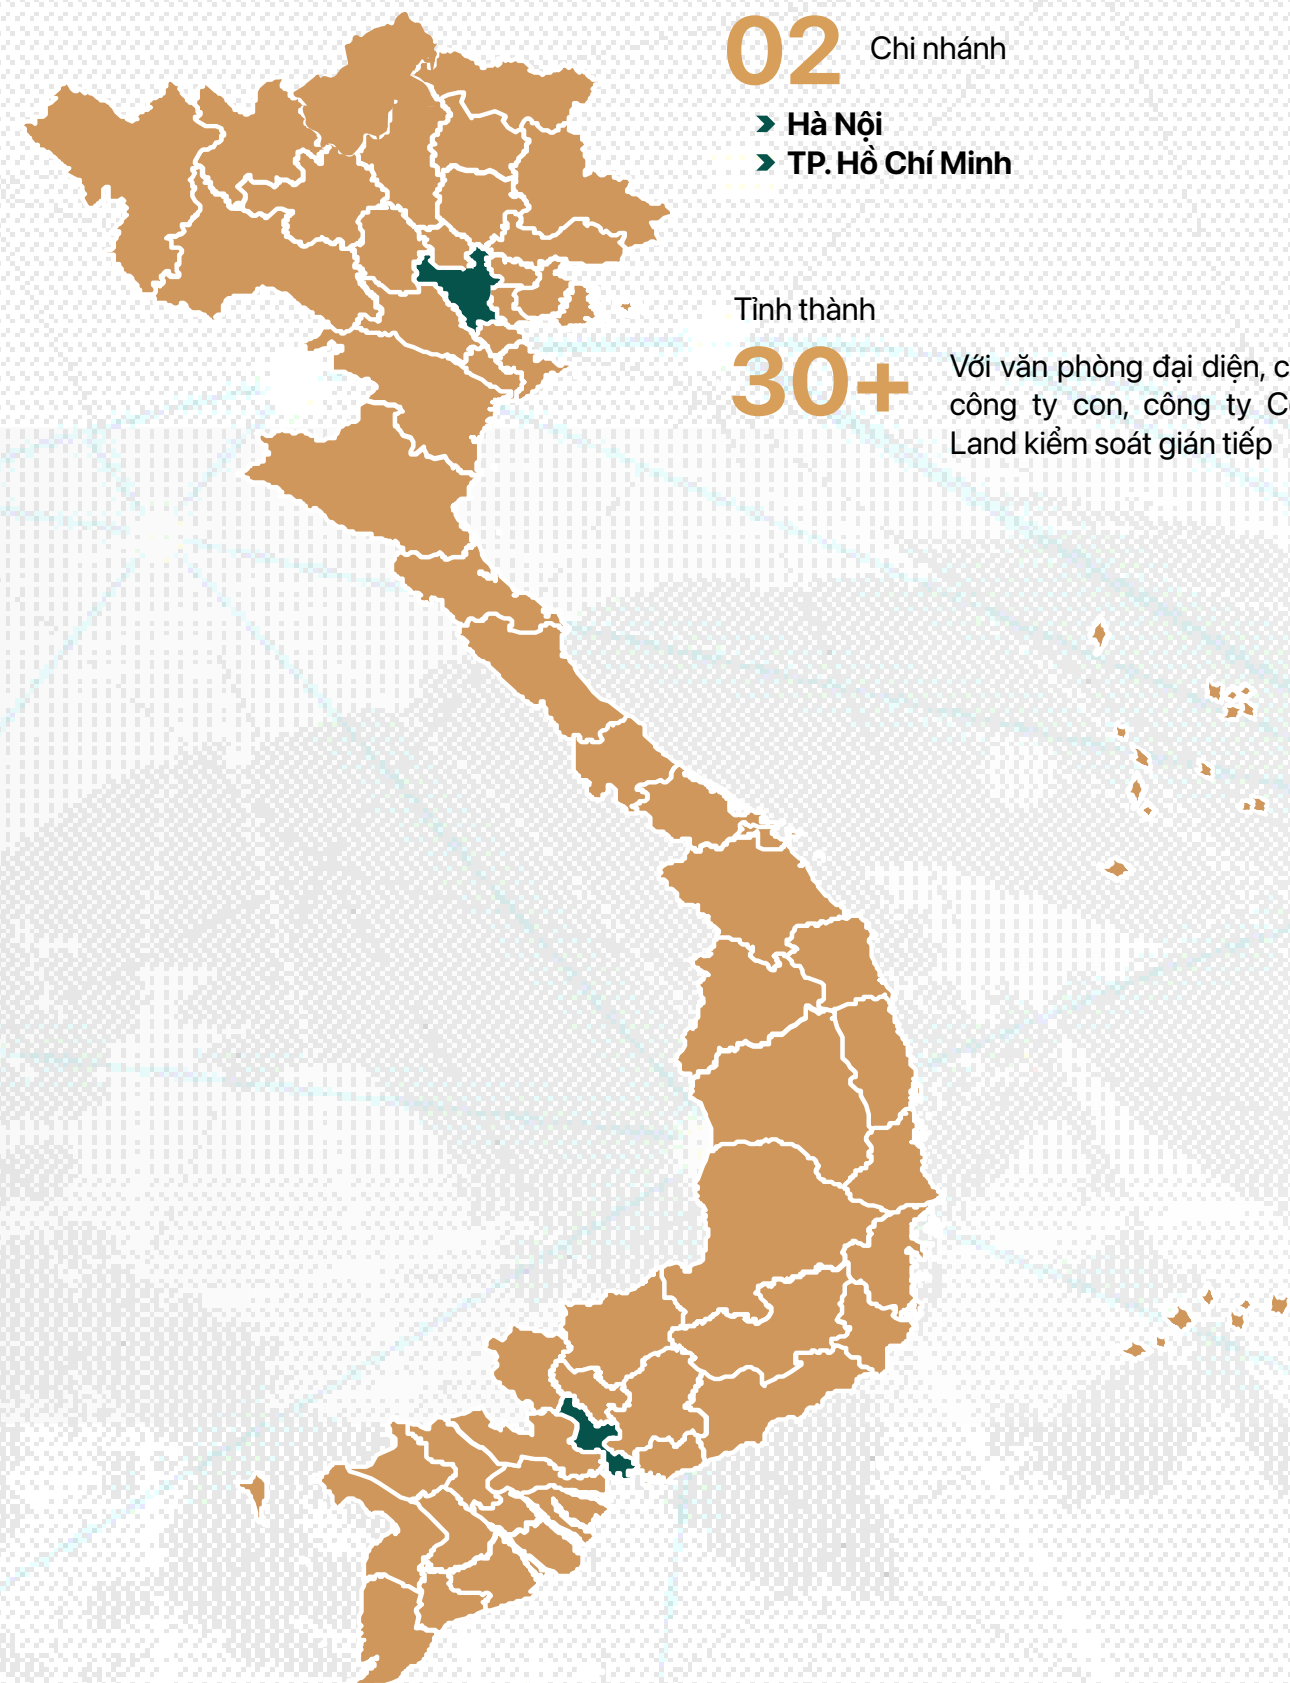 02 Chi nhánh
Hà Nội
TP. Hồ Chí Minh
Tỉnh thành
30+
Với văn phòng đại diện,
công ty con, công ty
Land kiểm soát gián tiếp